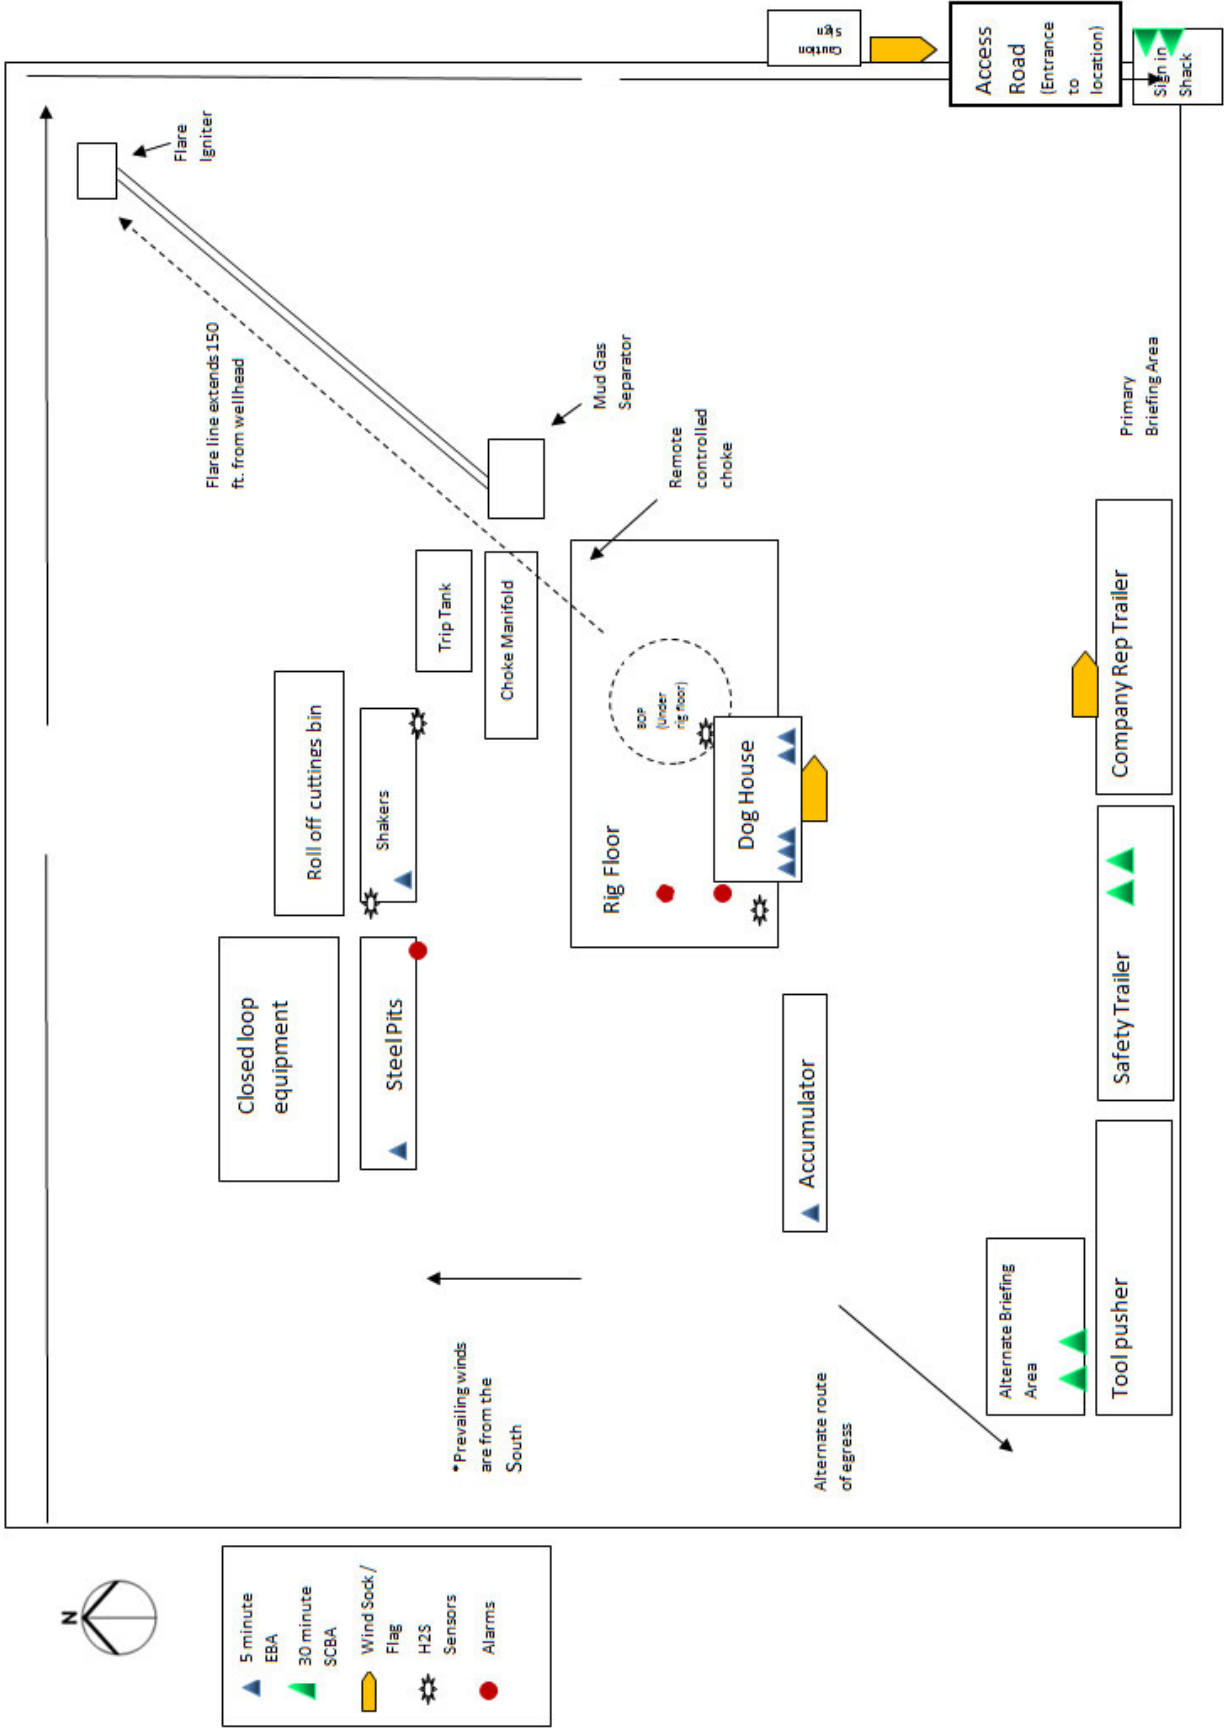 Caution
sign
Access
Road
(Entrance
to
location)
Sign in
Shack
Flare
Igniter
Flare line extends 150
ft. from wellhead
Mud Gas
Separator
Remote
controlled
choke
Primary
Briefing Area
Trip Tank
Choke Manifold
Roll off cuttings bin
Shakers
BOP
(Under
rig floor)
Dog House
Rig Floor
Company Rep Trailer
Closed loop
equipment
Steel Pits
Accumulator
Safety Trailer
Alternate Briefing
Area
Tool pusher
*Prevailing winds
are from the
South
Alternate route
of egress
N
5 minute
EBA
30 minute
SCBA
Wind Sock /
Flag
H2S
Sensors
Alarms